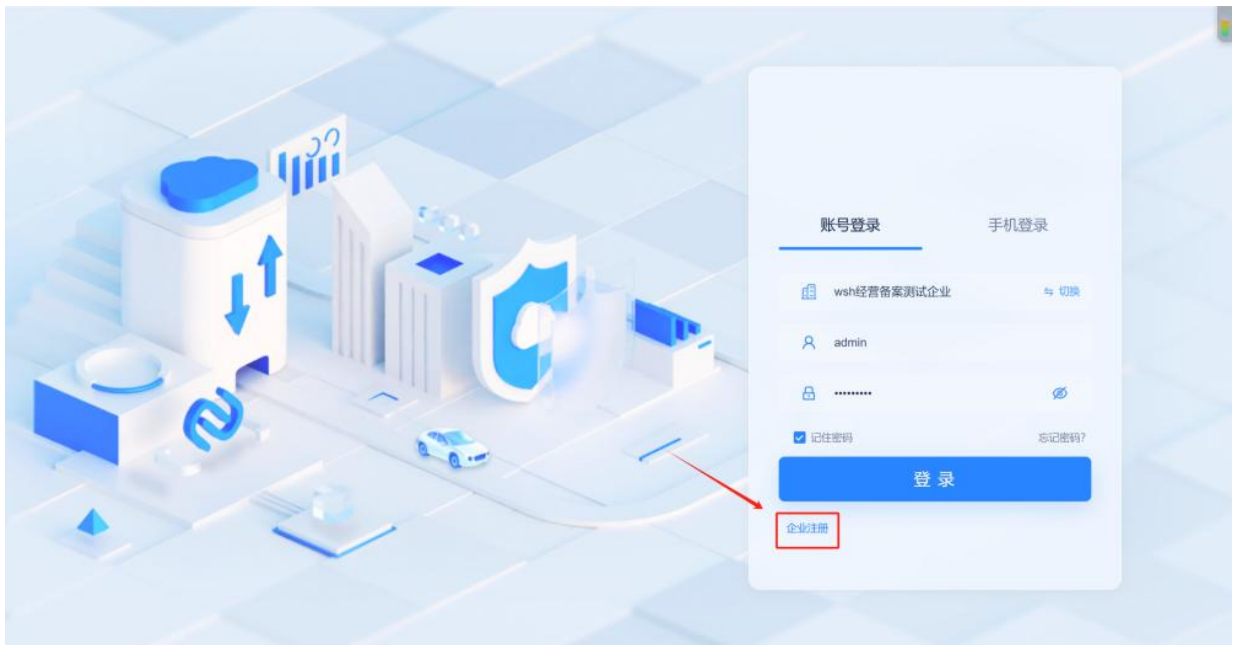 账号登录
手机登录
wsh经营备案测试企业
切换
admin
记住密码
忘记密码?
登 录
企业注册